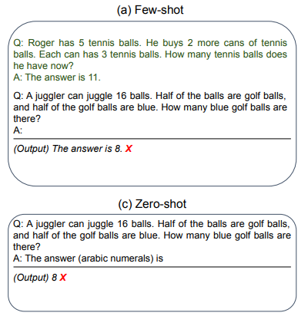 (a) Few-shot
Q: Roger has 5 tennis balls. He buys 2 more cans of tennis
balls. Each can has 3 tennis balls. How many tennis balls does
he have now?
A: The answer is 11.
Q: A juggler can juggle 16 balls. Half of the balls are golf balls,
and half of the golf balls are blue. How many blue golf balls are
there?
A:
(Output) The answer is 8. X
(c) Zero-shot
Q: A juggler can juggle 16 balls. Half of the balls are golf balls,
and half of the golf balls are blue. How many blue golf balls are
there?
A: The answer (arabic numerals) is
(Output) 8 X